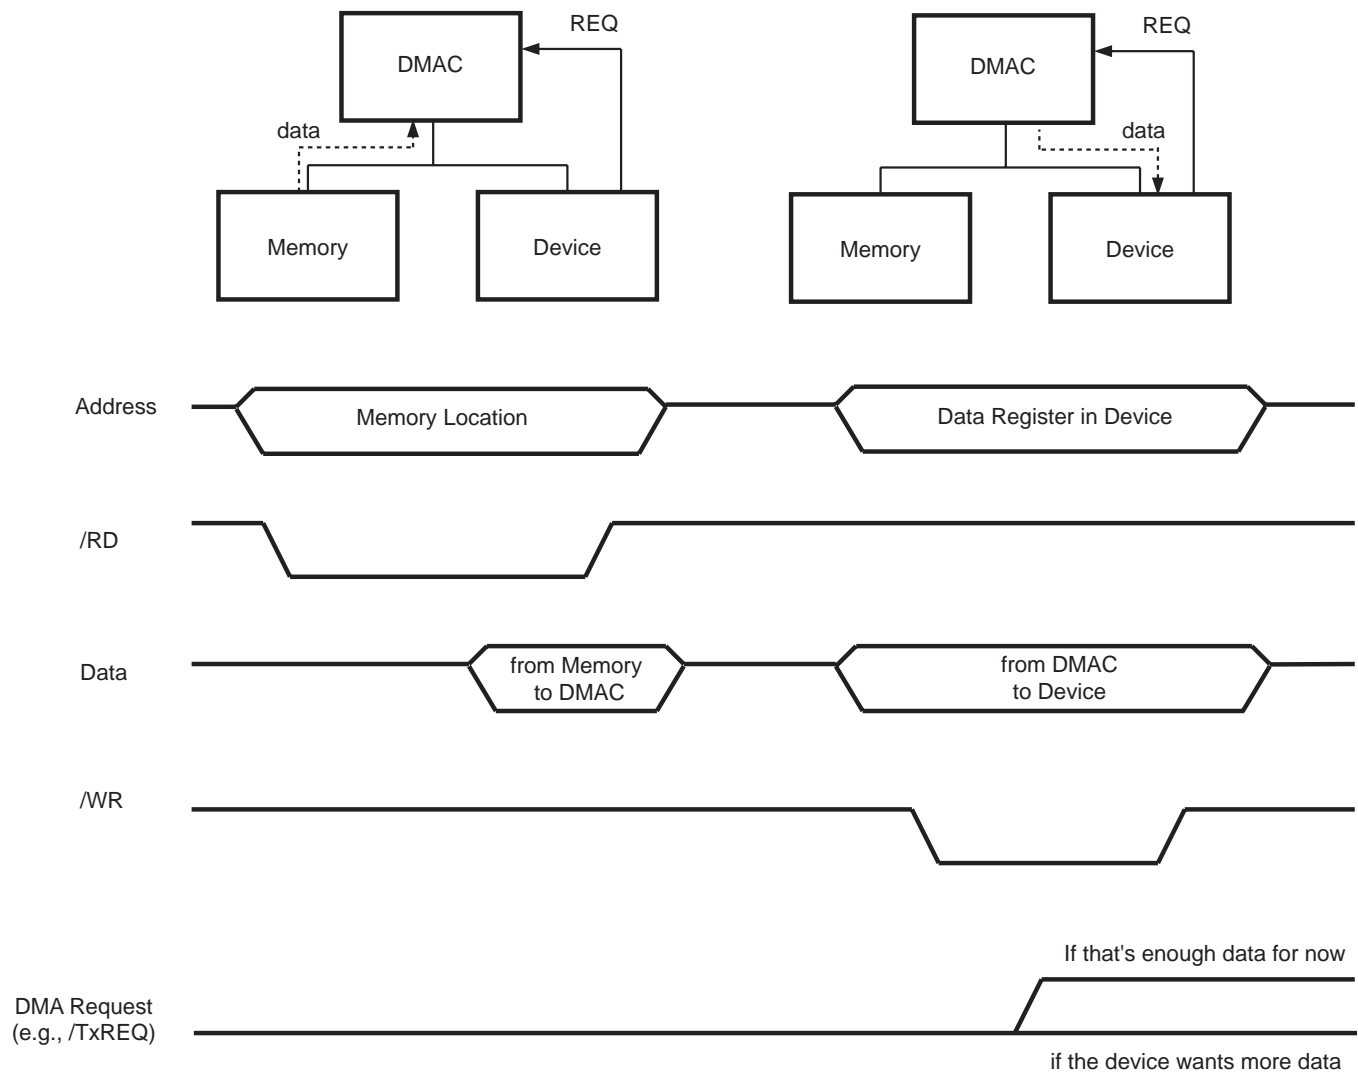 REQ
REQ
DMAC
DMAC
data
data
Memory
Device
Memory
Device
Address
Memory Location
Data Register in Device
/RD
Data
from Memory
to DMAC
from DMAC
to Device
/WR
If that's enough data for now
DMA Request
(e.g., /TxREQ)
if the device wants more data